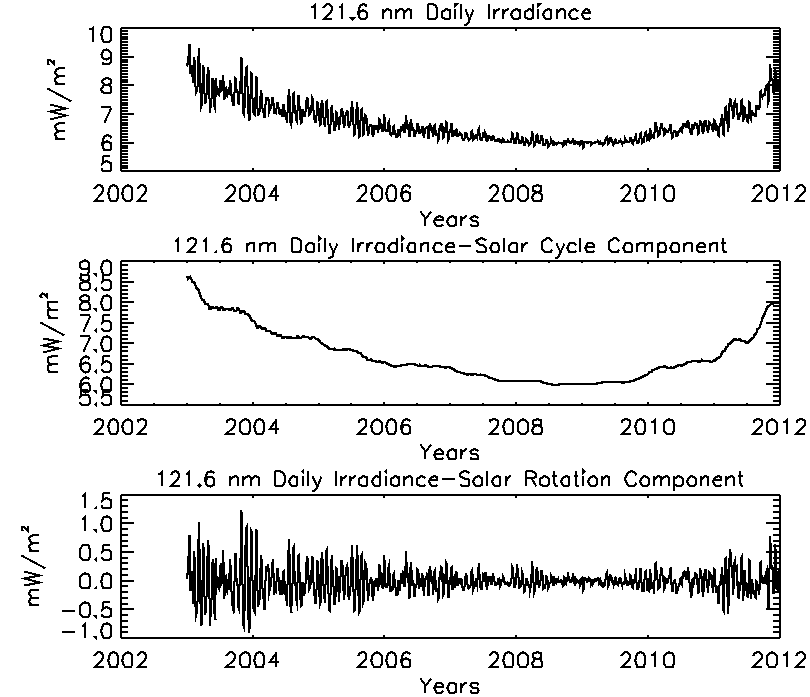 121.6 nm Daily Irradiance
10
9
8
7
6
5
mW/m²
2002 2004 2006 2008 2010 2012
Years
121.6 nm Daily Irradiance-Solar Cycle Component
9.0
8.5
8.0
7.5
7.0
6.5
6.0
5.5
mW/m²
2002 2004 2006 2008 2010 2012
Years
121.6 nm Daily Irradiance-Solar Rotation Component
1.5
1.0
0.5
0.0
-0.5
-1.0
mW/m²
2002 2004 2006 2008 2010 2012
Years